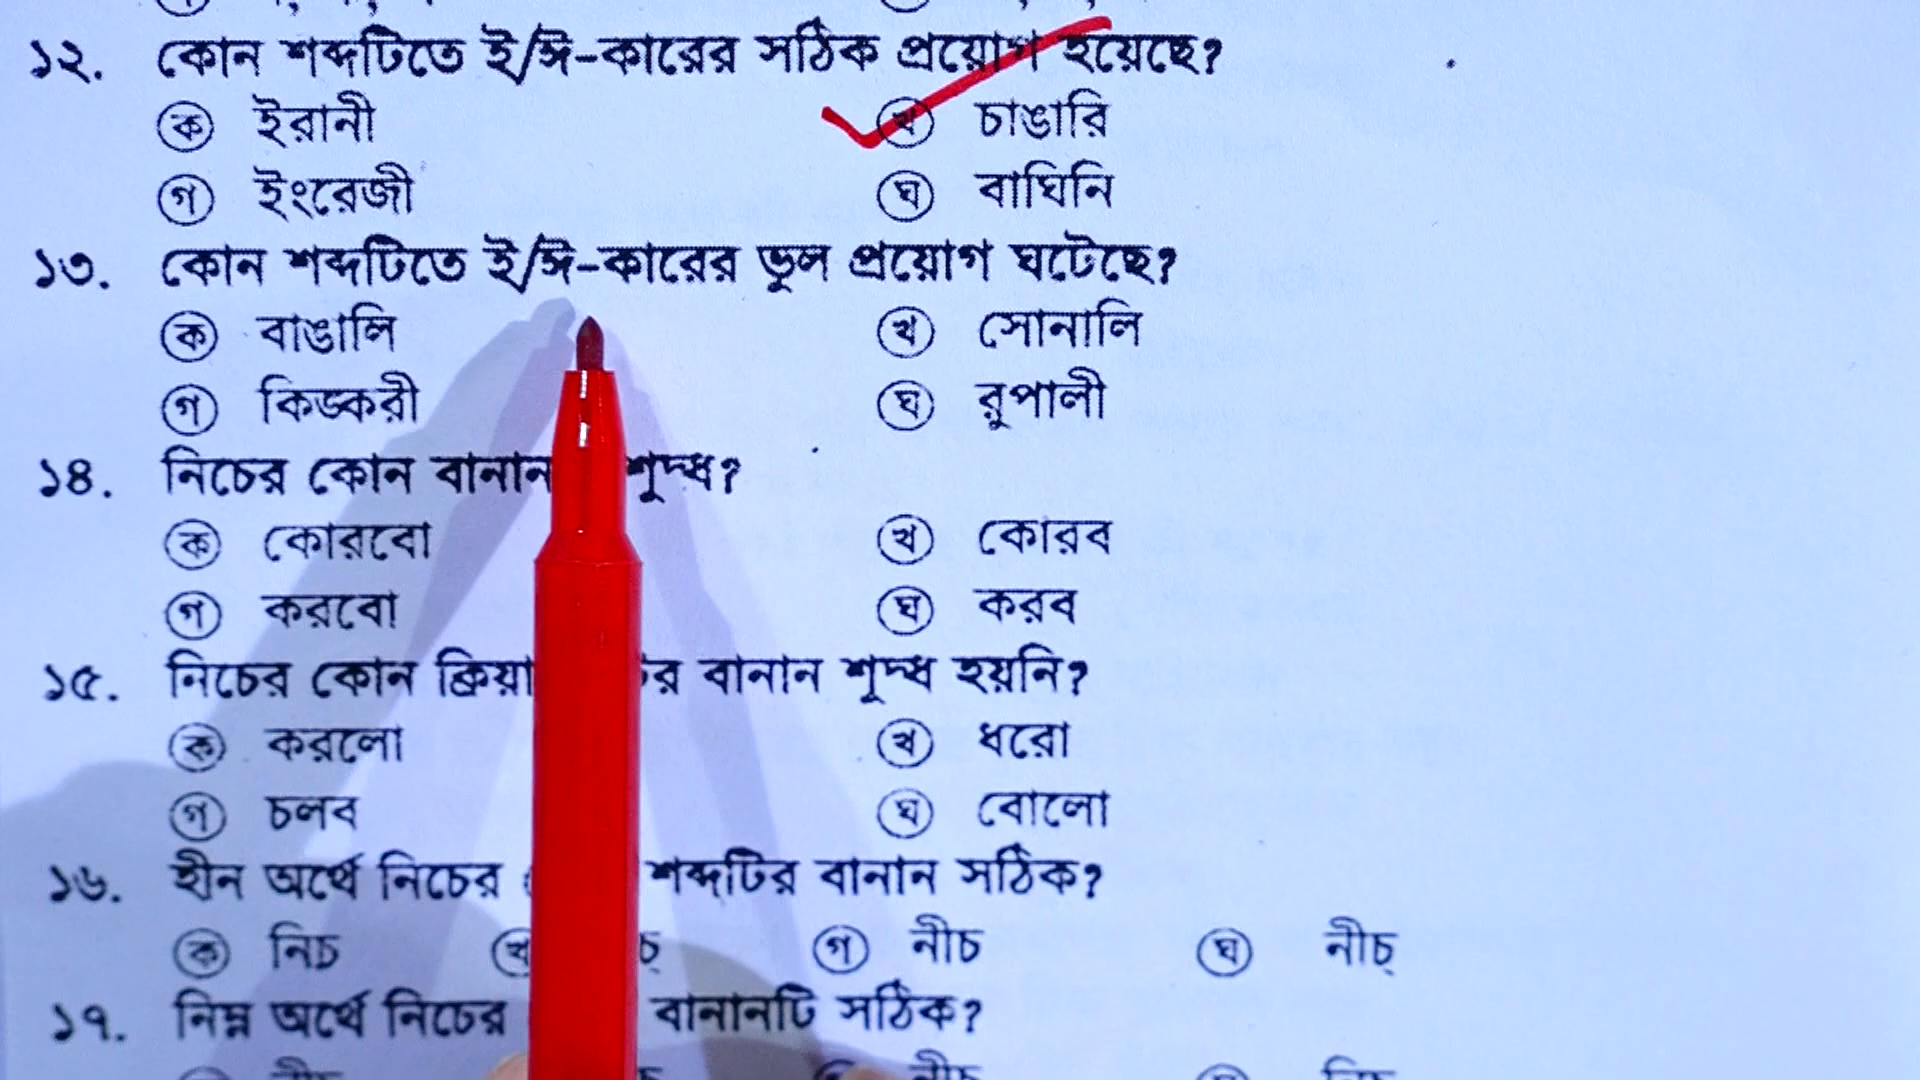 ১২. কোন শব্দটিতে ই/ঈ-কারের সঠিক প্রয়োগ হয়েছে?
ক ইরানী খ চাঙারি
গ ইংরেজী ঘ বাঘিনি
১৩. কোন শব্দটিতে ই/ঈ-কারের ভুল প্রয়োগ ঘটেছে?
ক বাঙালি খ সোনালি
গ কিঙ্করী ঘ রুপালী
১৪. নিচের কোন বানান শুদ্ধ?
ক কোরবো খ কোরব
গ করবো ঘ করব
১৫. নিচের কোন ক্রিয়া র বানান শুদ্ধ হয়নি?
ক করলো খ ধরো
গ চলব ঘ বোলো
১৬. হীন অর্থে নিচের শব্দটির বানান সঠিক?
ক নিচ খ চ্ গ নীচ ঘ নীচ্
১৭. নিম্ন অর্থে নিচের বানানটি সঠিক?